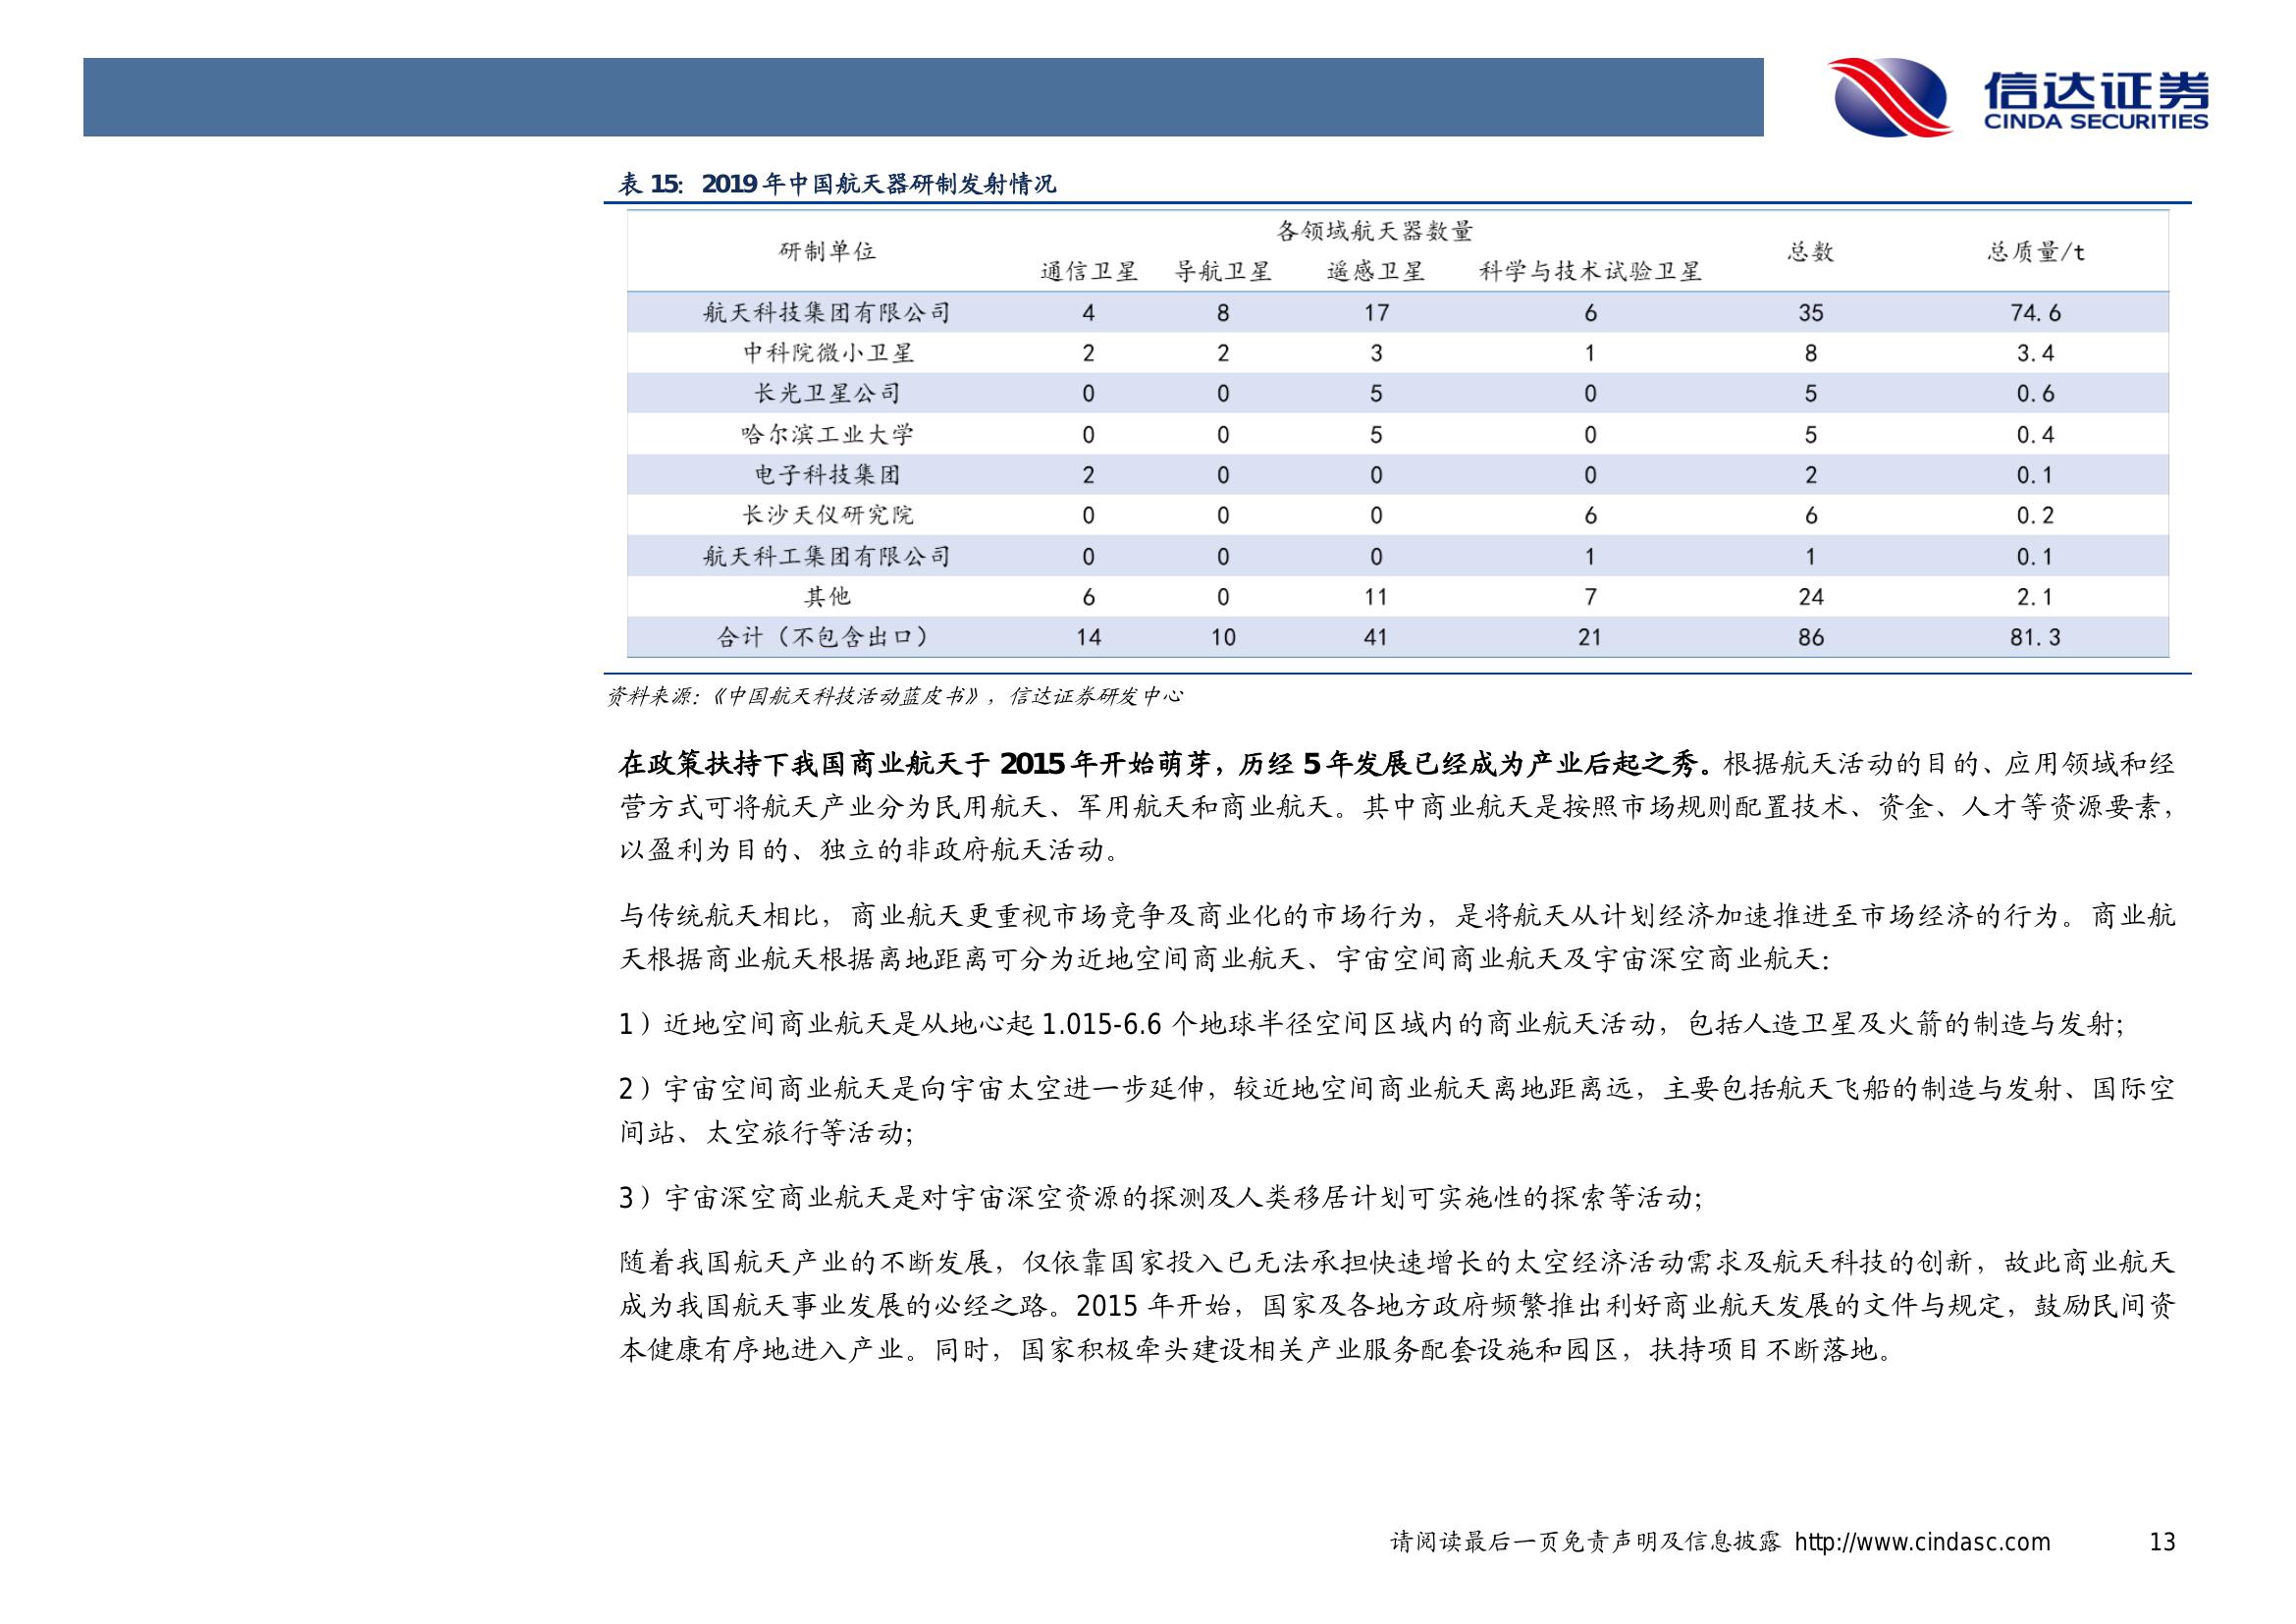 信达证券
CINDA SECURITIES
表 15: 2019 年中国航天器研制发射情况
研制单位 各领域航天器数量 总数 总质量/t
通信卫星 导航卫星 遥感卫星 科学与技术试验卫星
航天科技集团有限公司 4 8 17 6 35 74.6
中科院微小卫星 2 2 3 1 8 3.4
长光卫星公司 0 0 5 0 5 0.6
哈尔滨工业大学 0 0 5 0 5 0.4
电子科技集团 2 0 0 0 2 0.1
长沙天仪研究院 0 0 0 6 6 0.2
航天科工集团有限公司 0 0 0 1 1 0.1
其他 6 0 11 7 24 2.1
合计（不包含出口） 14 10 41 21 86 81.3
资料来源:《中国航天科技活动蓝皮书》，信达证券研发中心
在政策扶持下我国商业航天于 2015 年开始萌芽，历经 5 年发展已经成为产业后起之秀。根据航天活动的目的、应用领域和经
营方式可将航天产业分为民用航天、军用航天和商业航天。其中商业航天是按照市场规则配置技术、资金、人才等资源要素，
以盈利为目的、独立的非政府航天活动。
与传统航天相比，商业航天更重视市场竞争及商业化的市场行为，是将航天从计划经济加速推进至市场经济的行为。商业航
天根据商业航天根据离地距离可分为近地空间商业航天、宇宙空间商业航天及宇宙深空商业航天：
1）近地空间商业航天是从地心起 1.015-6.6 个地球半径空间区域内的商业航天活动，包括人造卫星及火箭的制造与发射；
2）宇宙空间商业航天是向宇宙太空进一步延伸，较近地空间商业航天离地距离远，主要包括航天飞船的制造与发射、国际空
间站、太空旅行等活动；
3）宇宙深空商业航天是对宇宙深空资源的探测及人类移居计划可实施性的探索等活动；
随着我国航天产业的不断发展，仅依靠国家投入已无法承担快速增长的太空经济活动需求及航天科技的创新，故此商业航天
成为我国航天事业发展的必经之路。2015 年开始，国家及各地方政府频繁推出利好商业航天发展的文件与规定，鼓励民间资
本健康有序地进入产业。同时，国家积极牵头建设相关产业服务配套设施和园区，扶持项目不断落地。
请阅读最后一页免责声明及信息披露 http://www.cindasc.com 13